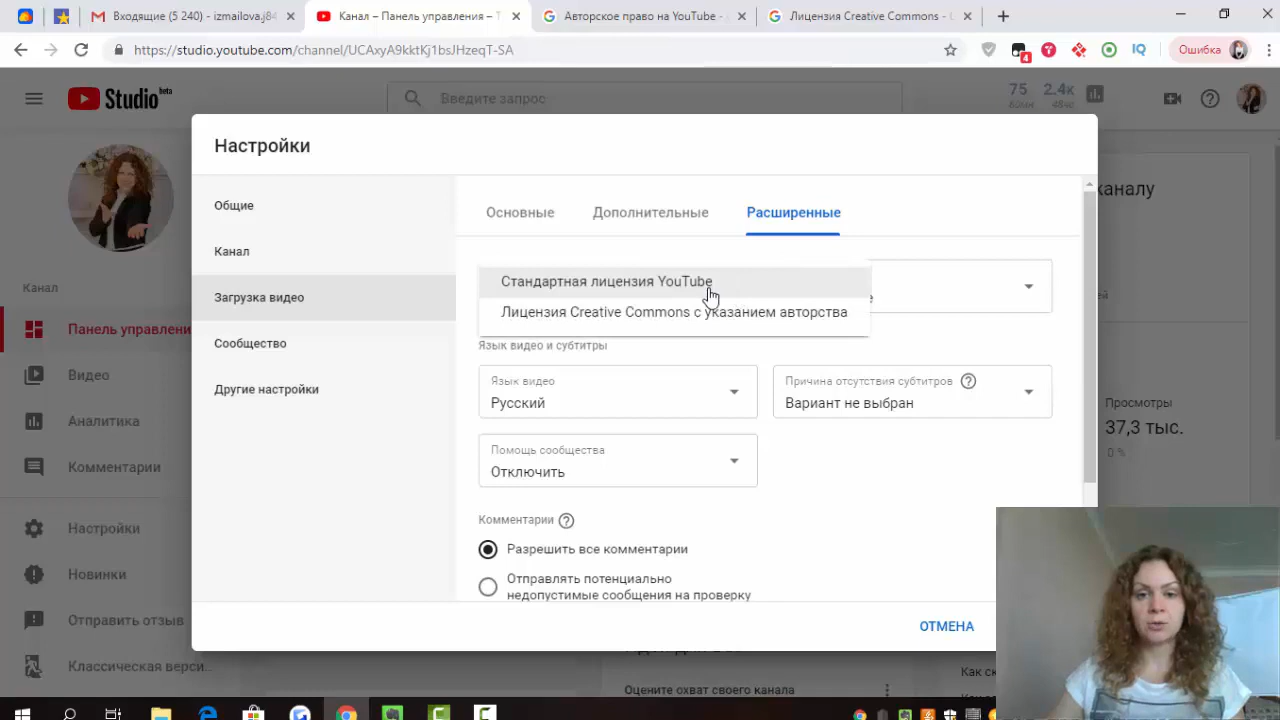 Входящие (5 240) - izmailova.j84
Канал – Панель управления – Т
Авторское право на YouTube -
Лицензия Creative Commons -
https://studio.youtube.com/channel/UCAxyA9kktKj1bsJHzeqT-SA
4
IQ
Ошибка
Studio beta
Введите запрос
75
60мин
2.4к
48чс
Настройки
каналу
Общие
Канал
Загрузка видео
Сообщество
Другие настройки
Основные
Дополнительные
Расширенные
Стандартная лицензия YouTube
Лицензия Creative Commons с указанием авторства
Язык видео и субтитры
Язык видео
Русский
Причина отсутствия субтитров
Вариант не выбран
Помощь сообщества
Отключить
Комментарии
Разрешить все комментарии
Отправлять потенциально
недопустимые сообщения на проверку
ОТМЕНА
Канал
Панель управлени
Видео
Аналитика
Комментарии
Настройки
Новинки
Отправить отзыв
Классическая верси...
Просмотры
37,3 тыс.
0 %
Оцените охват своего канала
Как ск